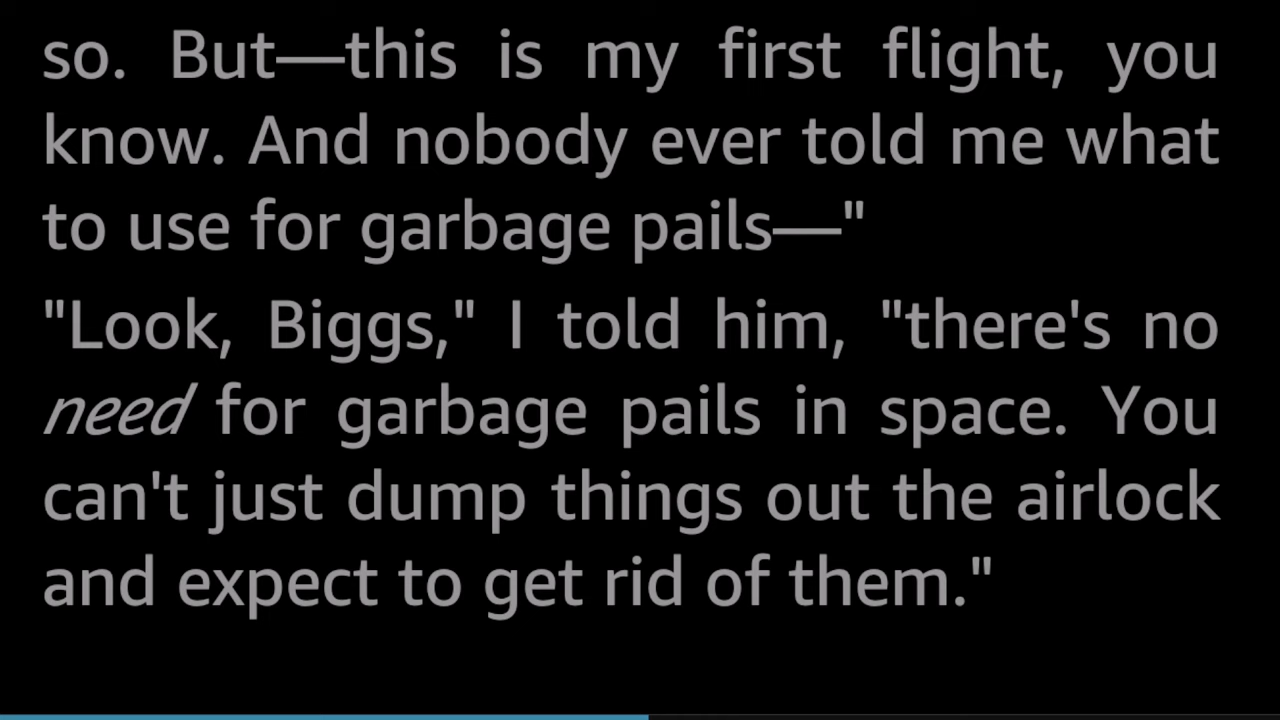 so. But—this is my first flight, you
know. And nobody ever told me what
to use for garbage pails—"
"Look, Biggs," I told him, "there's no
need for garbage pails in space. You
can't just dump things out the airlock
and expect to get rid of them."